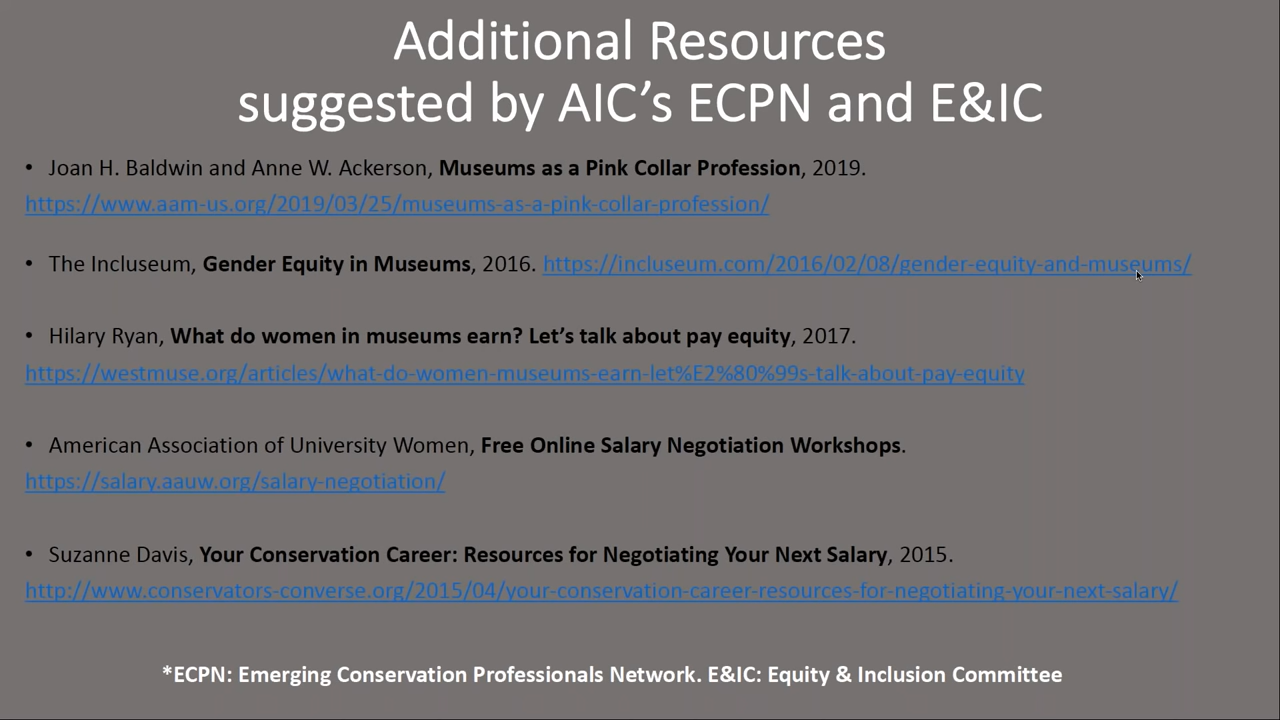 Additional Resources
suggested by AIC’s ECPN and E&IC
• Joan H. Baldwin and Anne W. Ackerson, Museums as a Pink Collar Profession, 2019.
https://www.aam-us.org/2019/03/25/museums-as-a-pink-collar-profession/
• The Incluseum, Gender Equity in Museums, 2016. https://incluseum.com/2016/02/08/gender-equity-and-museums/
• Hilary Ryan, What do women in museums earn? Let’s talk about pay equity, 2017.
https://westmuse.org/articles/what-do-women-museums-earn-let%E2%80%99s-talk-about-pay-equity
• American Association of University Women, Free Online Salary Negotiation Workshops.
https://salary.aauw.org/salary-negotiation/
• Suzanne Davis, Your Conservation Career: Resources for Negotiating Your Next Salary, 2015.
http://www.conservators-converse.org/2015/04/your-conservation-career-resources-for-negotiating-your-next-salary/
*ECPN: Emerging Conservation Professionals Network. E&IC: Equity & Inclusion Committee